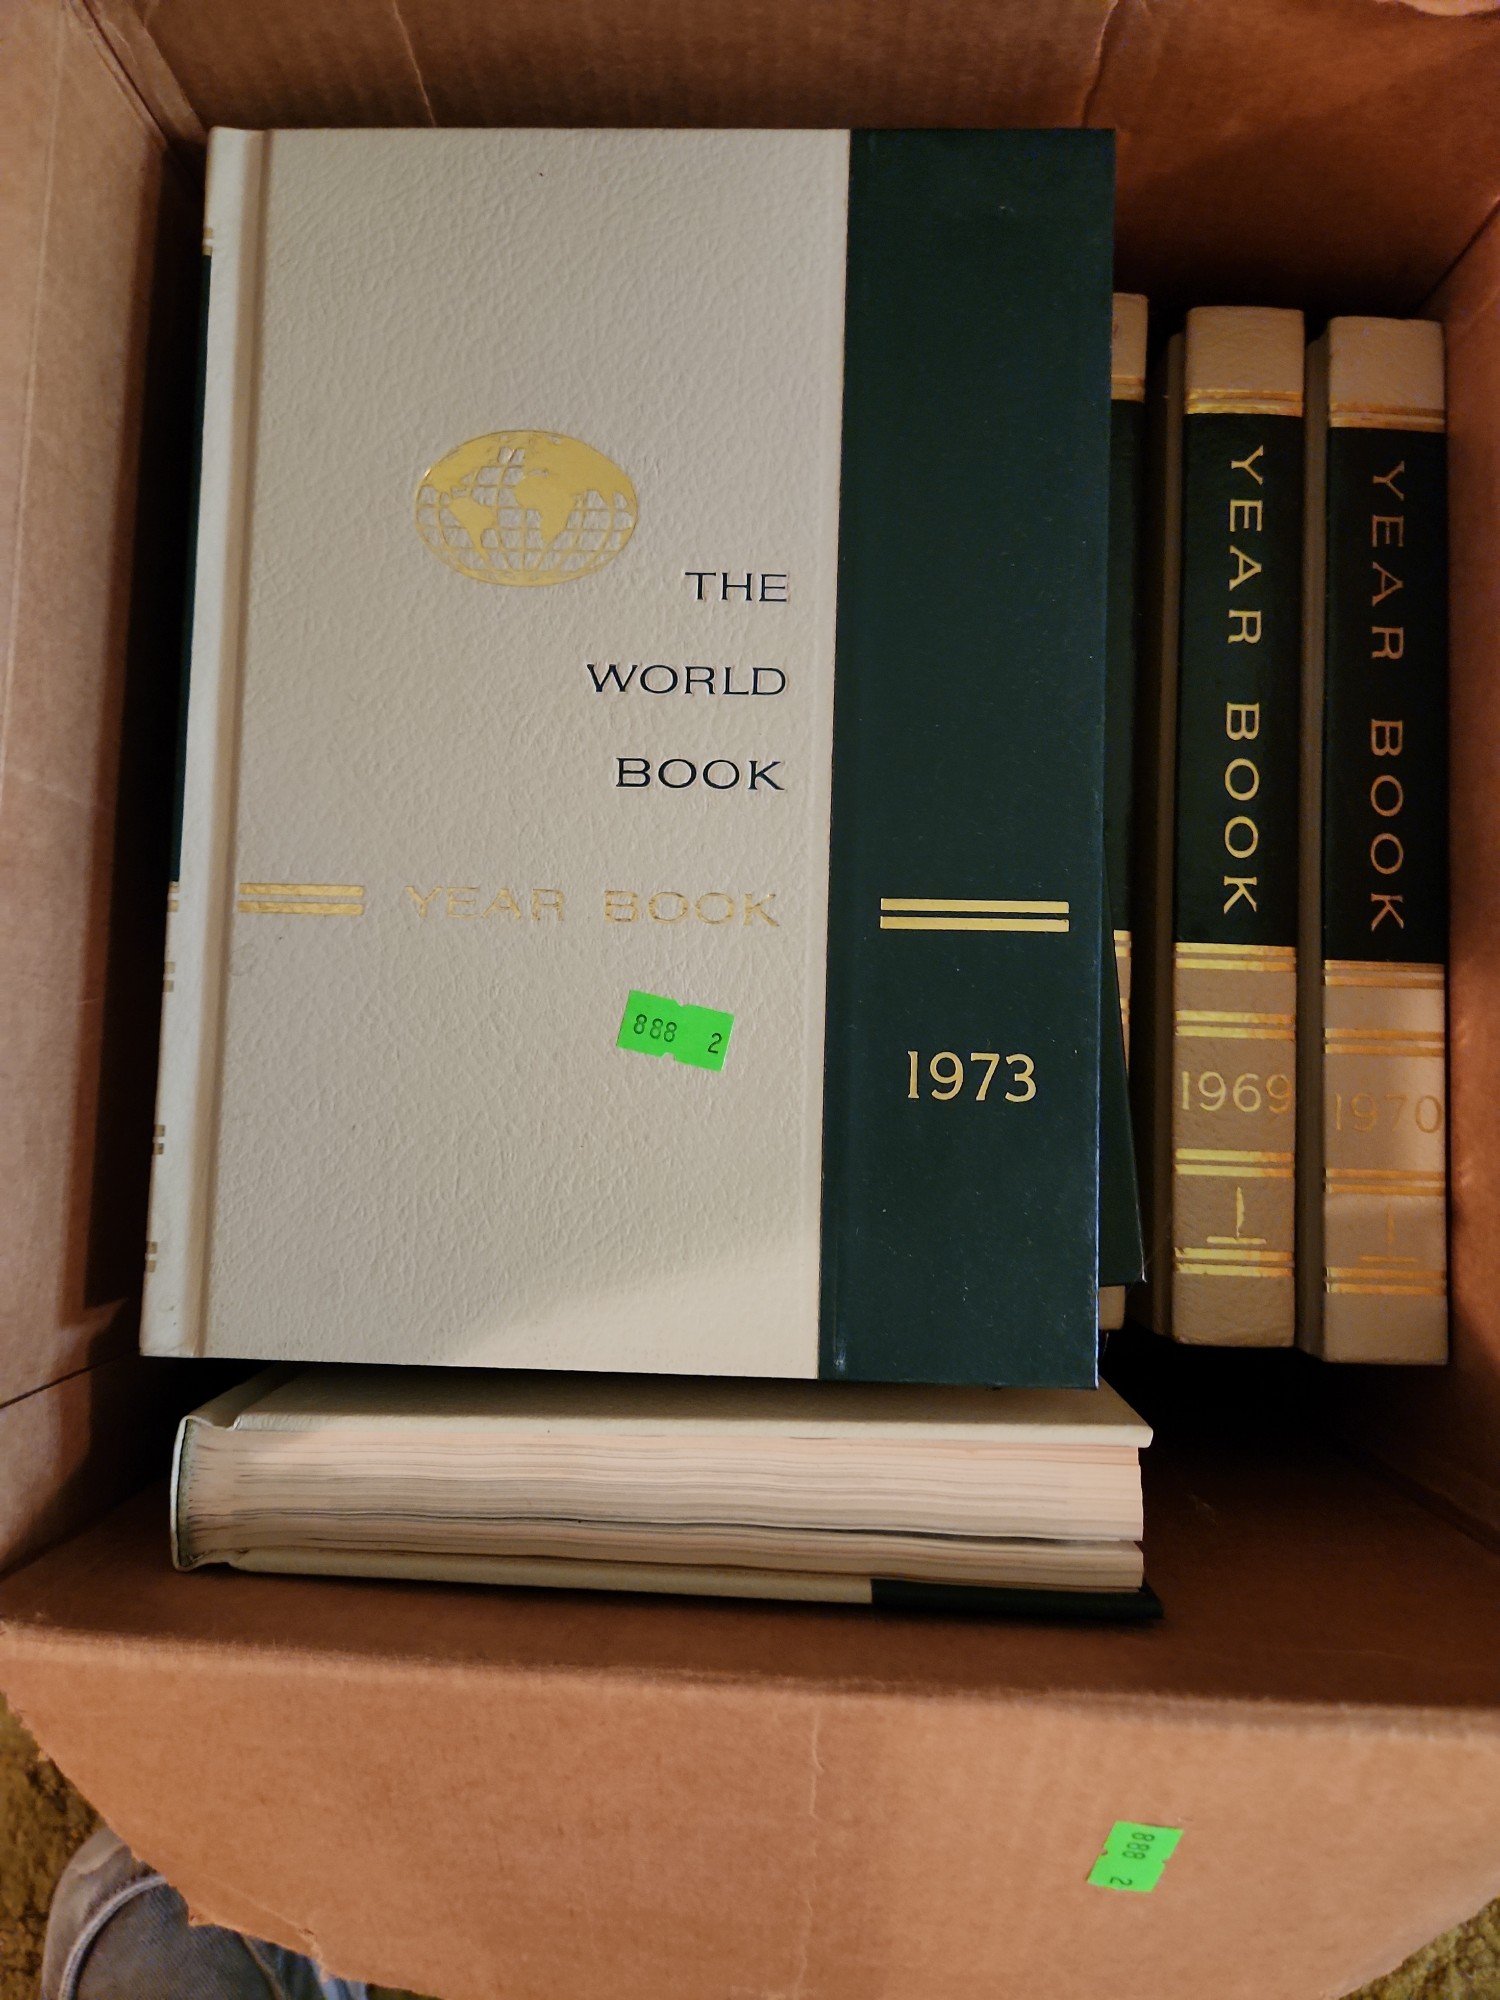 THE
WORLD
BOOK
YEAR BOOK
888 2
1973
YEAR BOOK
1969
YEAR BOOK
1970
888 2